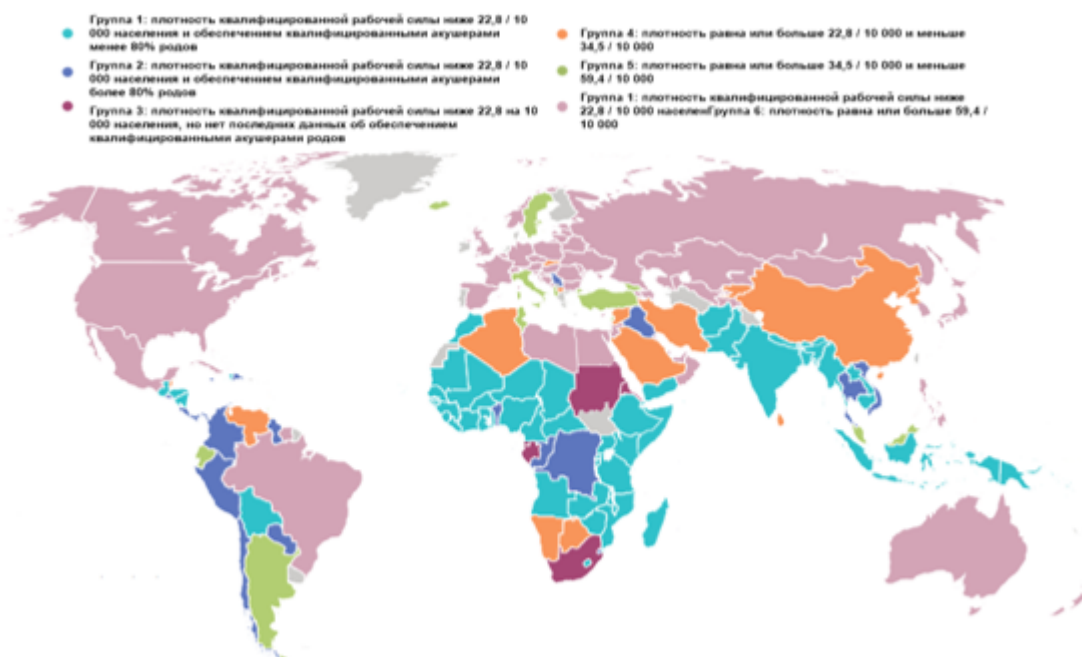 Группа 1: плотность квалифицированной рабочей силы ниже 22,8 / 10
000 населения и обеспечением квалифицированными акушерами
менее 80% родов
Группа 2: плотность квалифицированной рабочей силы ниже 22,8 / 10
000 населения и обеспечением квалифицированными акушерами
более 80% родов
Группа 3: плотность квалифицированной рабочей силы ниже 22,8 на 10
000 населения, но нет последних данных об обеспечением
квалифицированными акушерами родов
Группа 4: плотность равна или больше 22,8 / 10 000 и меньше
34,5 / 10 000
Группа 5: плотность равна или больше 34,5 / 10 000 и меньше
59,4 / 10 000
Группа 1: плотность квалифицированной рабочей силы ниже
22,8 / 10 000 населенГруппа 6: плотность равна или больше 59,4 /
10 000